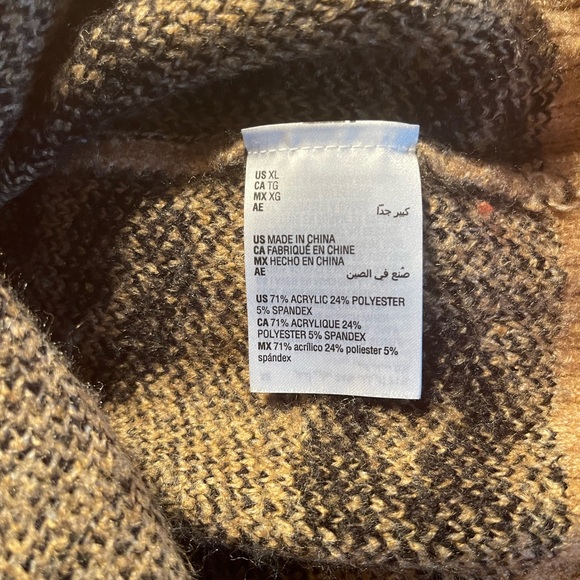 US XL
CA TG
MX XG
AE كبير جدًا
US MADE IN CHINA
CA FABRIQUÉ EN CHINE
MX HECHO EN CHINA
AE صُنع في الصين
US 71% ACRYLIC 24% POLYESTER
5% SPANDEX
CA 71% ACRYLIQUE 24%
POLYESTER 5% SPANDEX
MX 71% acrílico 24% poliester 5%
spándex